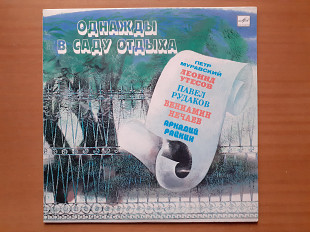 ОДНАЖДЫ
В САДУ ОТДЫХА
ПЕТР
МУРАВСКИЙ
ЛЕОНИД
УТЕСОВ
ПАВЕЛ
РУДАКОВ
ВЕНИАМИН
НЕЧАЕВ
АРКАДИЙ
РАЙКИН